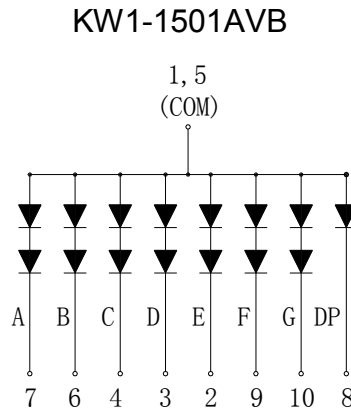 KW1-1501AVB
1,5
(COM)
A B C D E F G DP
7 6 4 3 2 9 10 8